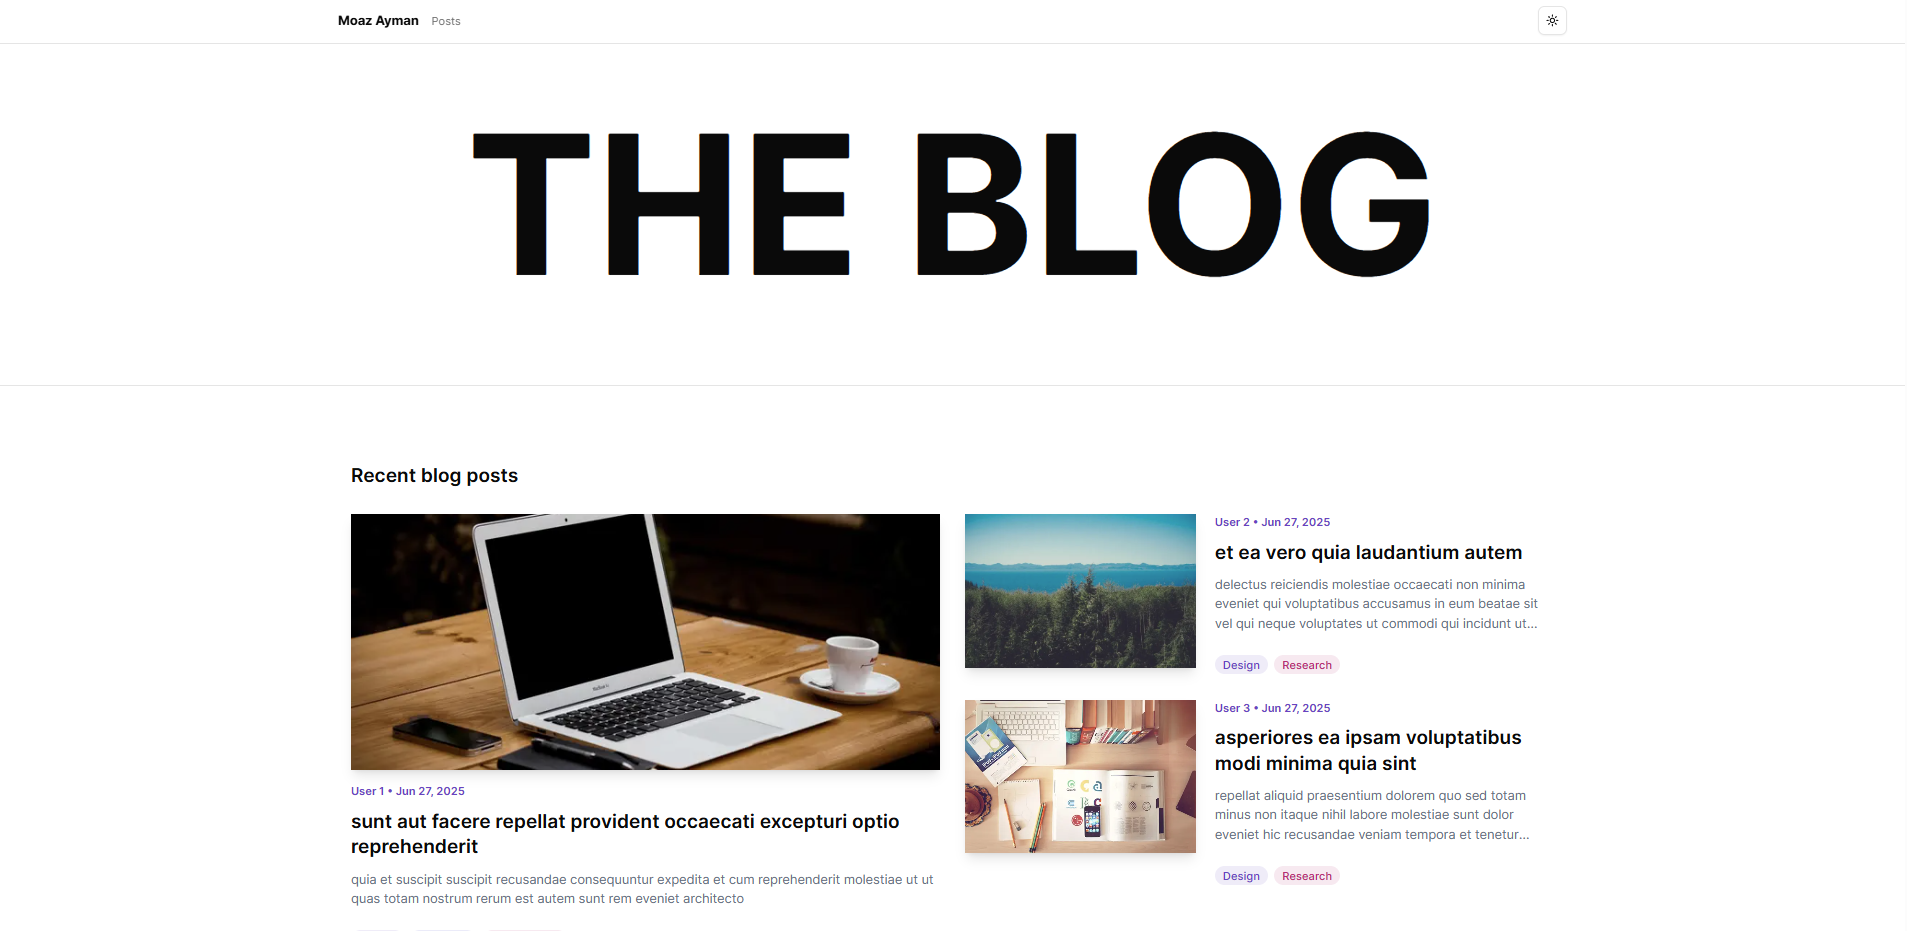 Moaz Ayman Posts
THE BLOG
Recent blog posts
User 1 • Jun 27, 2025
sunt aut facere repellat provident occaecati excepturi optio
reprehenderit
quia et suscipit suscipit recusandae consequuntur expedita et cum reprehenderit molestiae ut ut
quas totam nostrum rerum est autem sunt rem eveniet architecto
User 2 • Jun 27, 2025
et ea vero quia laudantium autem
delectus reiciendis molestiae occaecati non minima
eveniet qui voluptatibus accusamus in eum beatae sit
vel qui neque voluptates ut commodi qui incidunt ut...
Design Research
User 3 • Jun 27, 2025
asperiores ea ipsam voluptatibus
modi minima quia sint
repellat aliquid praesentium dolorem quo sed totam
minus non itaque nihil labore molestiae sunt dolor
eveniet hic recusandae veniam tempora et tenetur...
Design Research